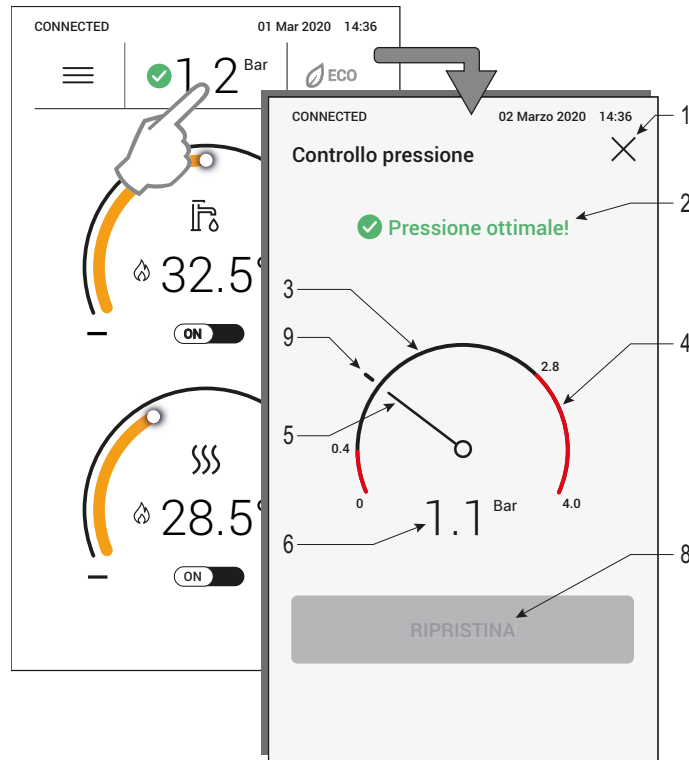 CONNECTED 01 Mar 2020 14:36
1.2 Bar
ECO
32.5°
ON
28.5°
ON
CONNECTED 02 Marzo 2020 14:36
Controllo pressione
1
Pressione ottimale!
2
3
9
5
4
0.4
2.8
0
4.0
6
1.1 Bar
8
RIPRISTINA